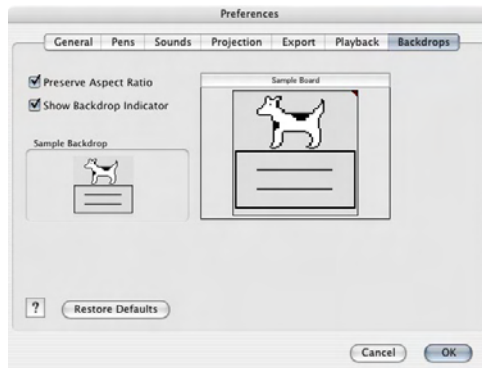 Preferences
General Pens Sounds Projection Export Playback Backdrops
Preserve Aspect Ratio
Show Backdrop Indicator
Sample Board
Sample Backdrop
? Restore Defaults
Cancel OK